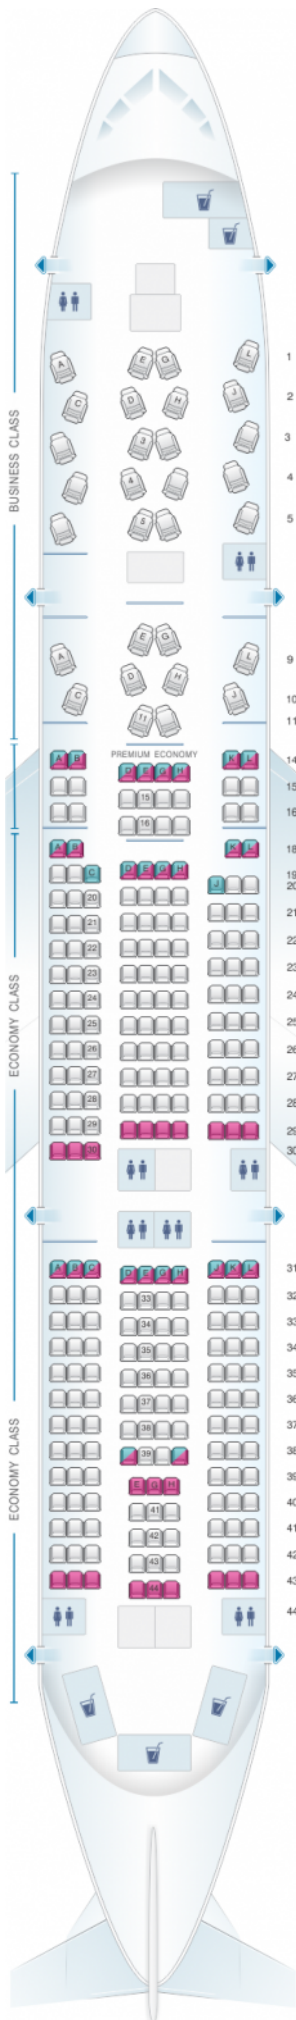 A E G L 1
C D H J 2
3 3
4 4
5 5
BUSINESS CLASS
A E G L 9
C D H J 10
11 11
PREMIUM ECONOMY
A B D E G H K L 14
15 15
16 16
A B K L 18
C D E G H 19
20 J 20
21 21
22 22
23 23
24 24
25 25
26 26
27 27
28 28
29 29
30 30
ECONOMY CLASS
A B C D E G H J K L 31
32
33 33
34 34
35 35
36 36
37 37
38 38
39 39
E G H 40
41 41
42 42
43 43
44 44
ECONOMY CLASS